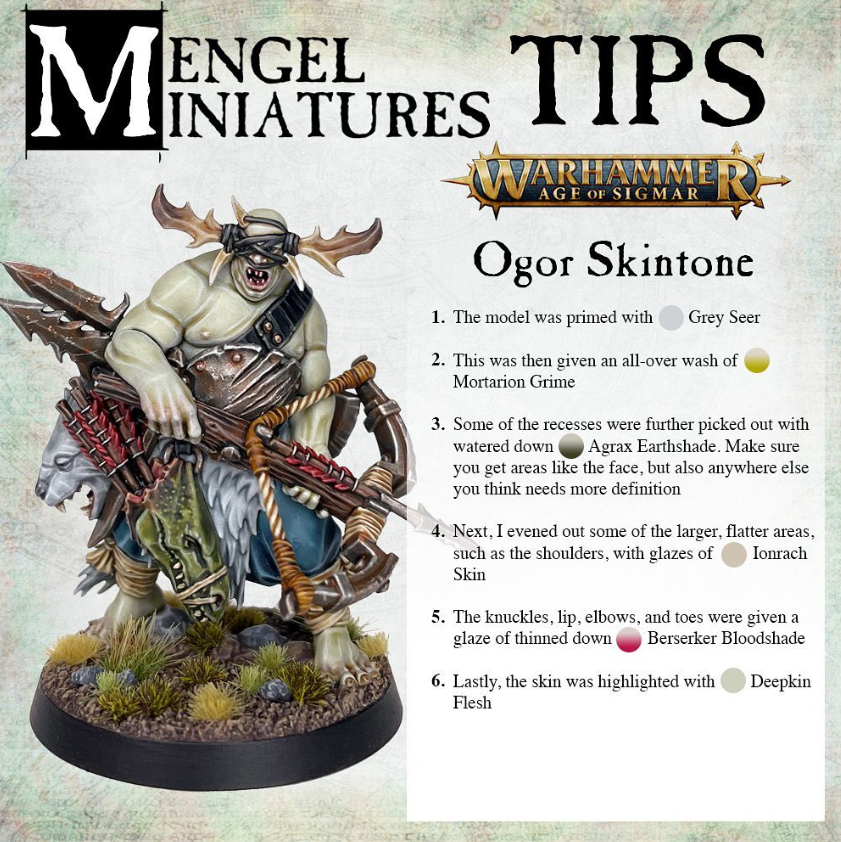 MENGEL
MINIATURES
TIPS
WARHAMMER
AGE OF SIGMAR
Ogor Skintone
1. The model was primed with Grey Seer
2. This was then given an all-over wash of
Mortarion Grime
3. Some of the recesses were further picked out with
watered down Agrax Earthshade. Make sure
you get areas like the face, but also anywhere else
you think needs more definition
4. Next, I evened out some of the larger, flatter areas,
such as the shoulders, with glazes of Ionrach
Skin
5. The knuckles, lip, elbows, and toes were given a
glaze of thinned down Berserker Bloodshade
6. Lastly, the skin was highlighted with Deepkin
Flesh